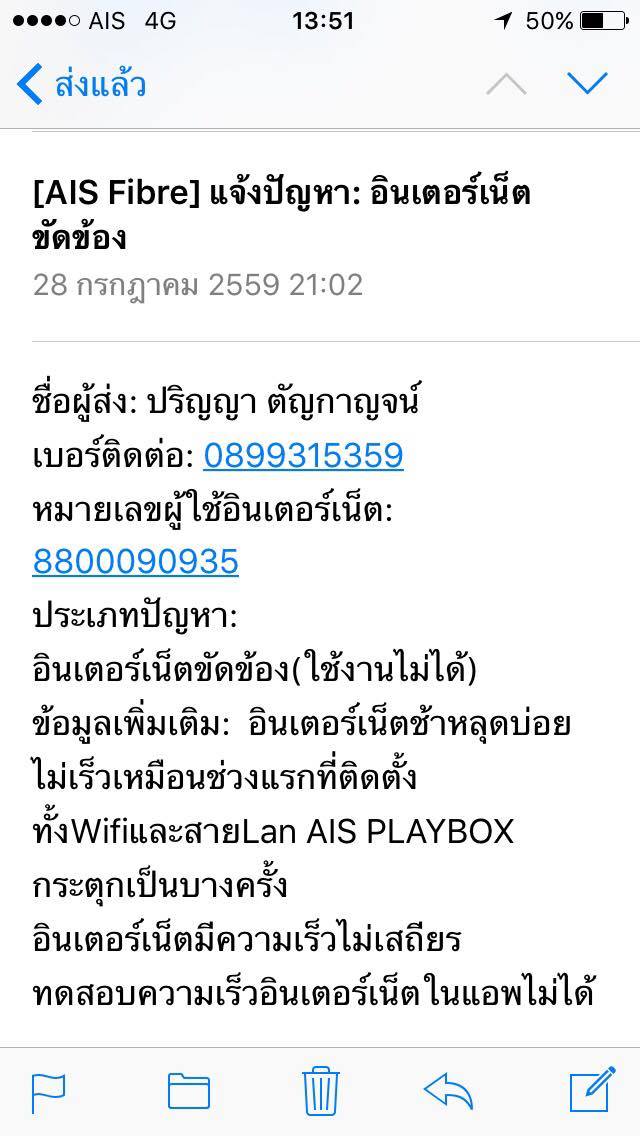 AIS 4G 13:51 50%
ส่งแล้ว
[AIS Fibre] แจ้งปัญหา: อินเตอร์เน็ต
ขัดข้อง
28 กรกฎาคม 2559 21:02
ชื่อผู้ส่ง: ปริญญา ตัญกาญจน์
เบอร์ติดต่อ: 0899315359
หมายเลขผู้ใช้อินเตอร์เน็ต:
8800090935
ประเภทปัญหา:
อินเตอร์เน็ตขัดข้อง(ใช้งานไม่ได้)
ข้อมูลเพิ่มเติม:  อินเตอร์เน็ตช้าหลุดบ่อย
ไม่เร็วเหมือนช่วงแรกที่ติดตั้ง
ทั้งWifiและสายLan AIS PLAYBOX
กระตุกเป็นบางครั้ง
อินเตอร์เน็ตมีความเร็วไม่เสถียร
ทดสอบความเร็วอินเตอร์เน็ตในแอพไม่ได้